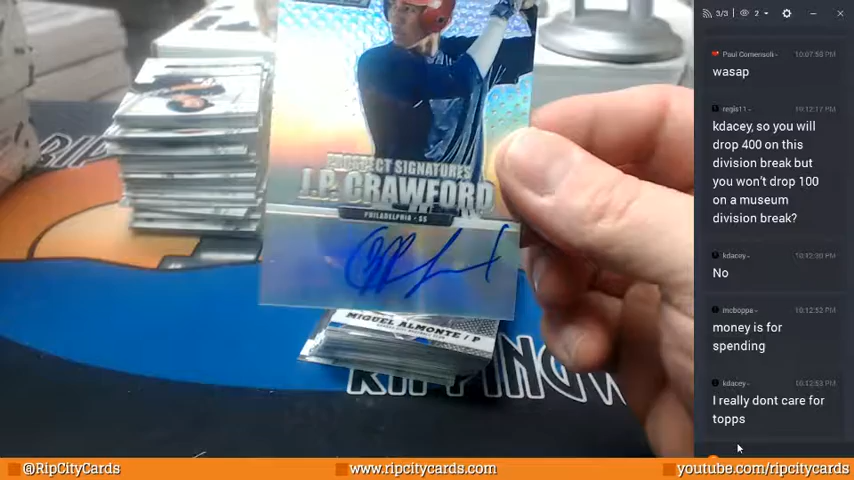 PROSPECT SIGNATURES
J.P. CRAWFORD
PHILADELPHIA - SS
MIGUEL ALMONTE / P
3/3
2
Paul Comensoli
10:07:58 PM
wasap
regis11
10:12:17 PM
kdacey, so you will
drop 400 on this
division break but
you won't drop 100
on a museum
division break?
kdacey
10:12:30 PM
No
mcboppa
10:12:52 PM
money is for
spending
kdacey
10:12:53 PM
I really dont care for
topps
@RipCityCards
www.ripcitycards.com
youtube.com/ripcitycards